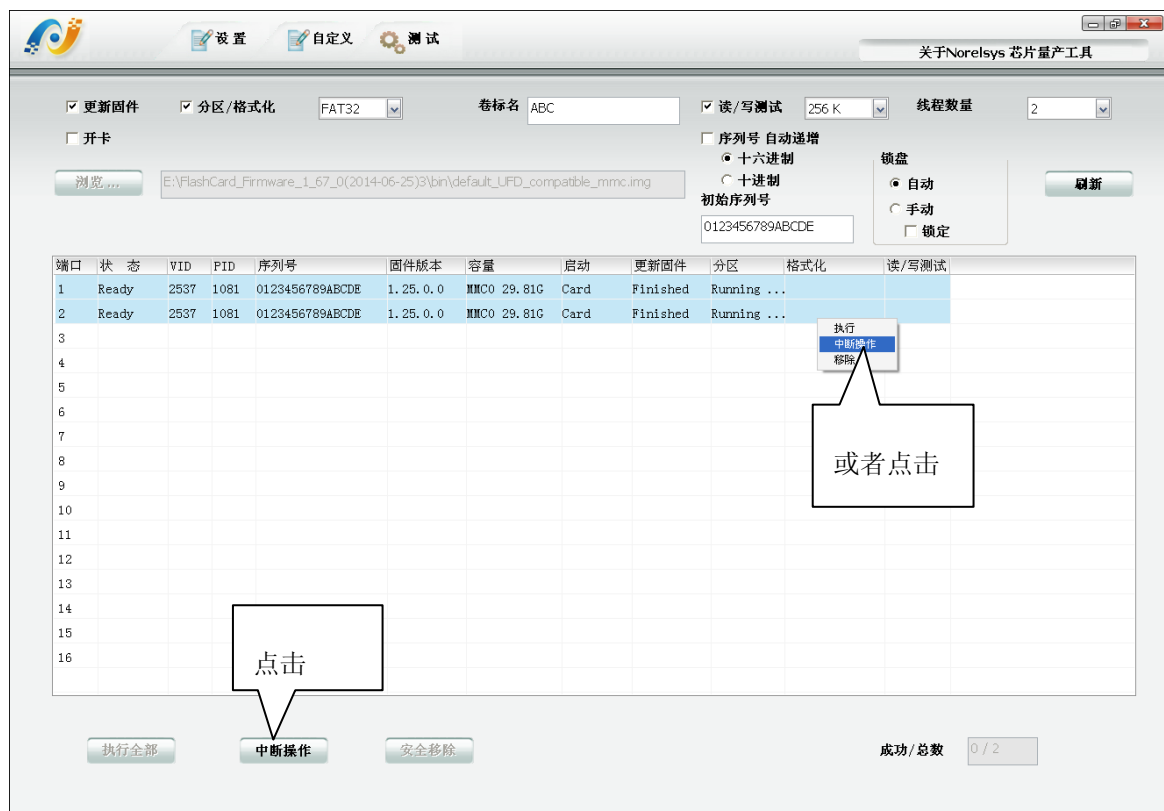 设 置 自定义 测 试
关于Norelsys 芯片量产工具
更新固件 分区/格式化 FAT32 卷标名 ABC 读/写测试 256 K 线程数量 2
开卡 序列号 自动递增
十六进制 锁盘
浏览 ... E:\FlashCard_Firmware_1_67_0(2014-06-25)3\bin\default_UFD_compatible_mmc.img 十进制 自动 刷新
初始序列号 手动
0123456789ABCDE 锁定
端口 状 态 VID PID 序列号 固件版本 容量 启动 更新固件 分区 格式化 读/写测试
1 Ready 2537 1081 0123456789ABCDE 1.25.0.0 MMC0 29.81G Card Finished Running ...
2 Ready 2537 1081 0123456789ABCDE 1.25.0.0 MMC0 29.81G Card Finished Running ...
执行
3
中断操作
4
移除
5
6
7
8
或者点击
9
10
11
12
13
14
15
16
点击
执行全部 中断操作 安全移除 成功/总数 0 / 2